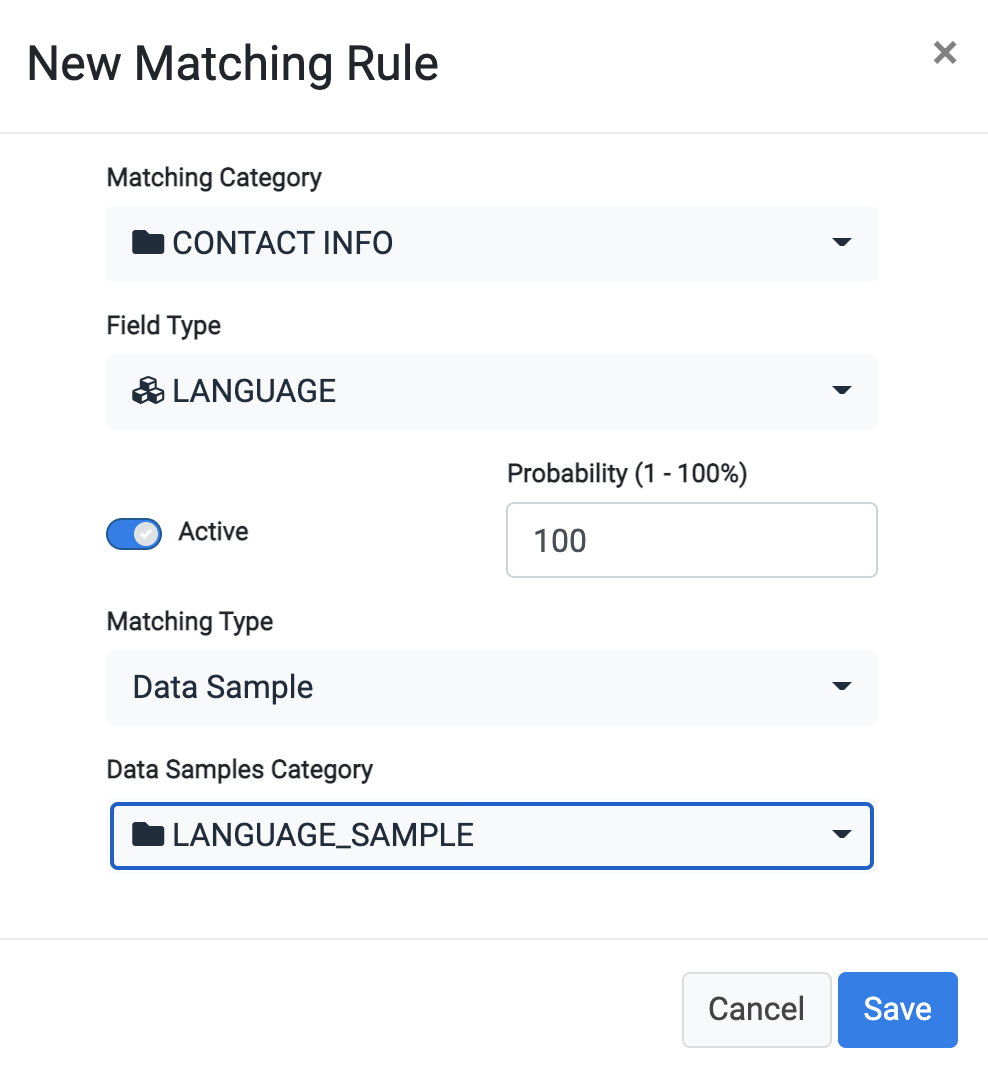 New Matching Rule
Matching Category
CONTACT INFO
Field Type
LANGUAGE
Probability (1 - 100%)
Active
100
Matching Type
Data Sample
Data Samples Category
LANGUAGE_SAMPLE
Cancel
Save